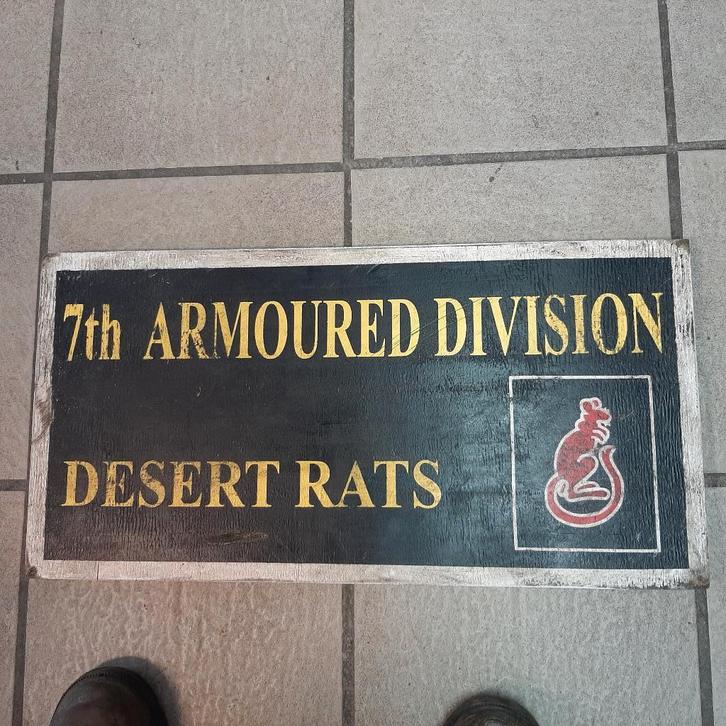 7th ARMOURED DIVISION
DESERT RATS